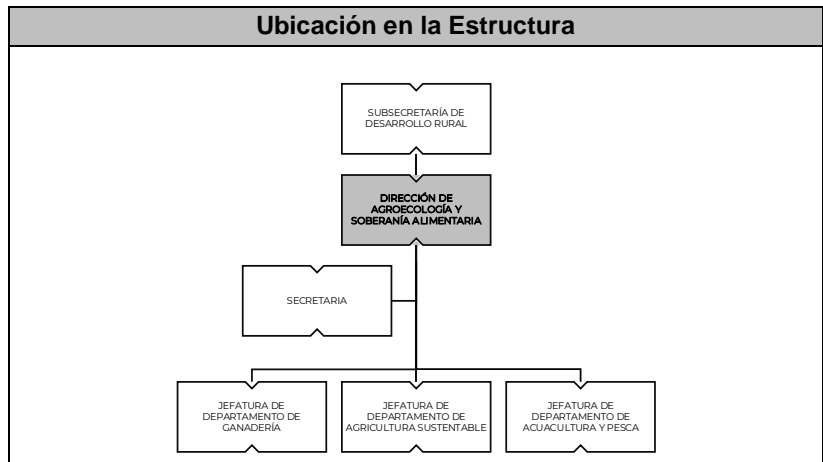 Ubicación en la Estructura
SUBSECRETARÍA DE
DESARROLLO RURAL
DIRECCIÓN DE
AGROECOLOGÍA Y
SOBERANÍA ALIMENTARIA
SECRETARIA
JEFATURA DE
DEPARTAMENTO DE
GANADERÍA
JEFATURA DE
DEPARTAMENTO DE
AGRICULTURA SUSTENTABLE
JEFATURA DE
DEPARTAMENTO DE
ACUACULTURA Y PESCA